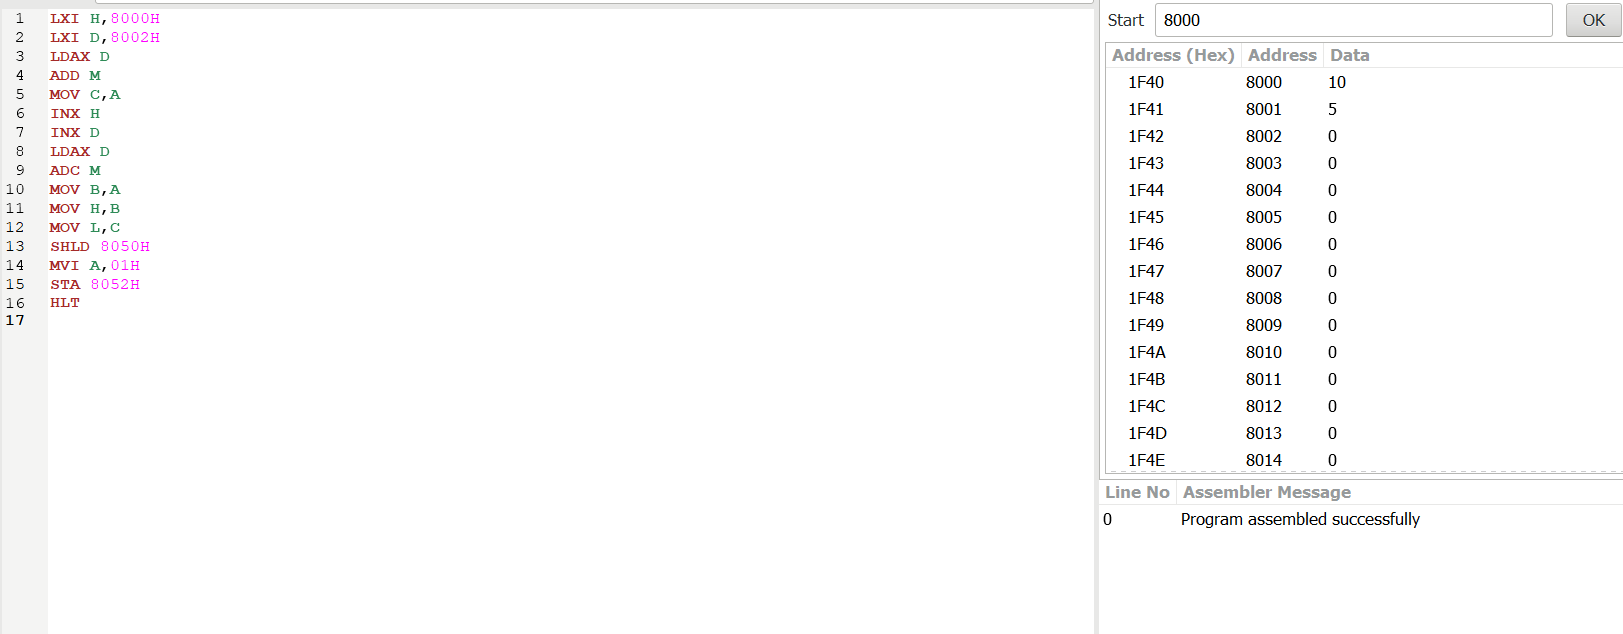 1 LXI H,8000H
2 LXI D,8002H
3 LDAX D
4 ADD M
5 MOV C,A
6 INX H
7 INX D
8 LDAX D
9 ADC M
10 MOV B,A
11 MOV H,B
12 MOV L,C
13 SHLD 8050H
14 MVI A,01H
15 STA 8052H
16 HLT
17
Start 8000 OK
Address (Hex) Address Data
1F40 8000 10
1F41 8001 5
1F42 8002 0
1F43 8003 0
1F44 8004 0
1F45 8005 0
1F46 8006 0
1F47 8007 0
1F48 8008 0
1F49 8009 0
1F4A 8010 0
1F4B 8011 0
1F4C 8012 0
1F4D 8013 0
1F4E 8014 0
Line No Assembler Message
0 Program assembled successfully